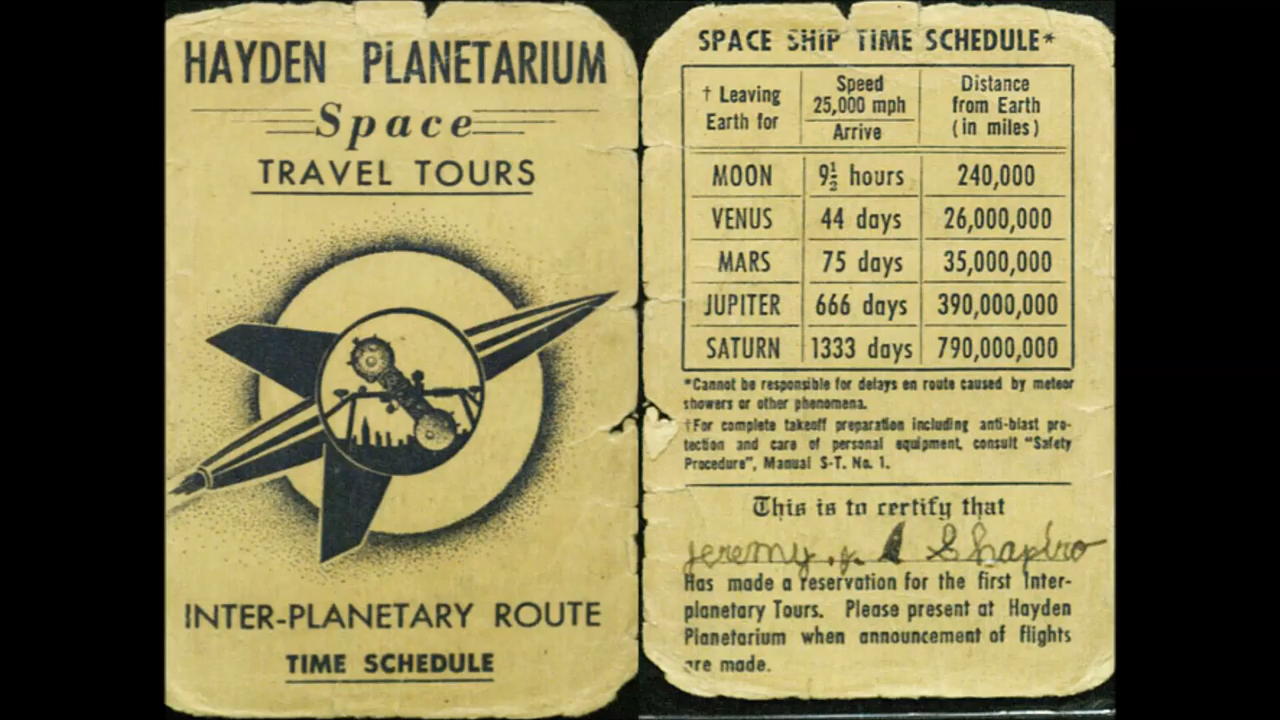 HAYDEN PLANETARIUM
Space
TRAVEL TOURS
INTER-PLANETARY ROUTE
TIME SCHEDULE
SPACE SHIP TIME SCHEDULE*
† Leaving Earth for | Speed 25,000 mph Arrive | Distance from Earth (in miles)
MOON 9½ hours 240,000
VENUS 44 days 26,000,000
MARS 75 days 35,000,000
JUPITER 666 days 390,000,000
SATURN 1333 days 790,000,000
*Cannot be responsible for delays en route caused by meteor
showers or other phenomena.
†For complete takeoff preparation including anti-blast pro-
tection and care of personal equipment, consult "Safety
Procedure", Manual S-T. No. 1.
This is to certify that
jeremy. j. Shapiro
Has made a reservation for the first Inter-
planetary Tours. Please present at Hayden
Planetarium when announcement of flights
are made.